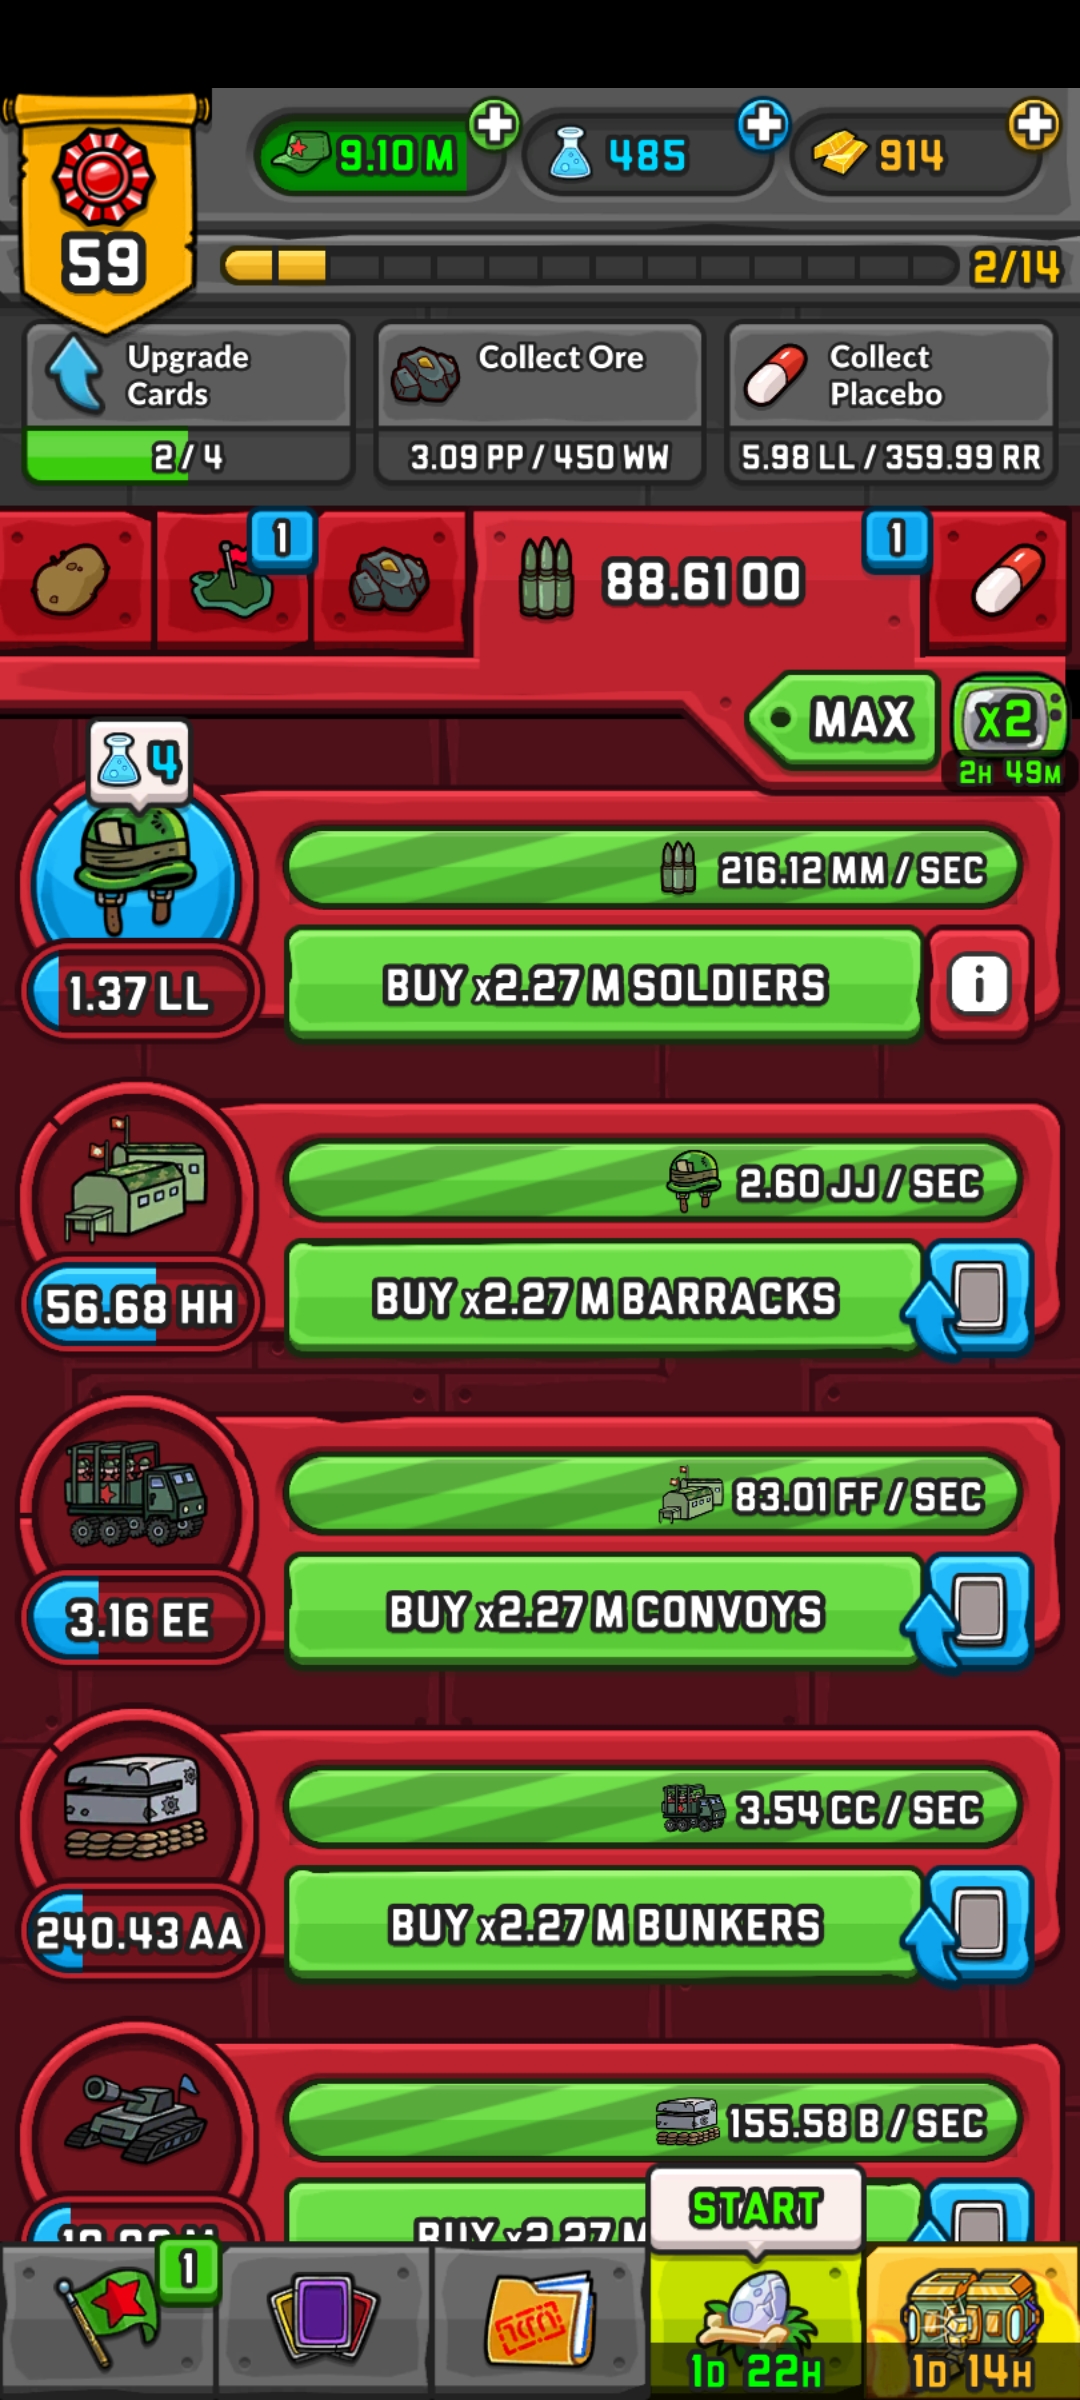 9.10 M
485
914
59
2/14
Upgrade
Cards
2/4
Collect Ore
3.09 PP / 450 WW
Collect
Placebo
5.98 LL / 359.99 RR
1
88.61 OO
1
MAX
x2
2H 49M
4
216.12 MM / SEC
1.37 LL
BUY x2.27 M SOLDIERS
i
2.60 JJ / SEC
56.68 HH
BUY x2.27 M BARRACKS
83.01 FF / SEC
3.16 EE
BUY x2.27 M CONVOYS
3.54 CC / SEC
240.43 AA
BUY x2.27 M BUNKERS
155.58 B / SEC
BUY x2.27 M
START
1
1D 22H
1D 14H